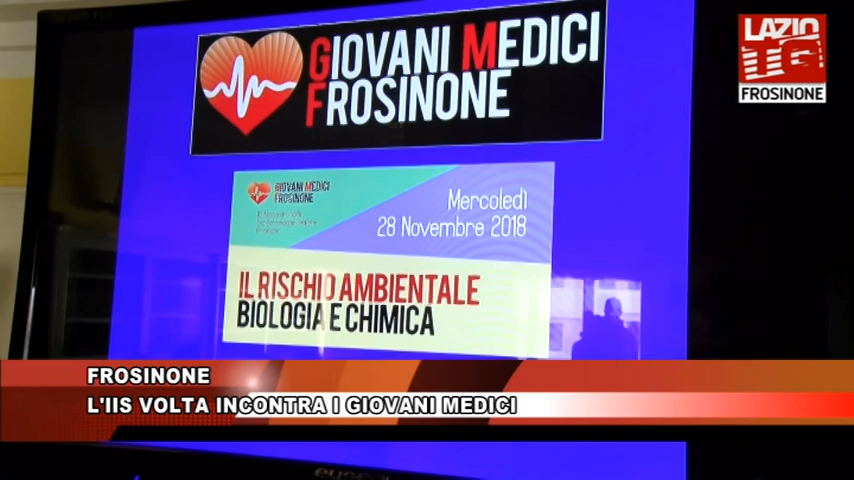 GIOVANI MEDICI
FROSINONE
LAZIO
TG
FROSINONE
GIOVANI MEDICI
FROSINONE
Mercoledì
28 Novembre 2018
IL RISCHIO AMBIENTALE
BIOLOGIA E CHIMICA
FROSINONE
L'IIS VOLTA INCONTRA I GIOVANI MEDICI